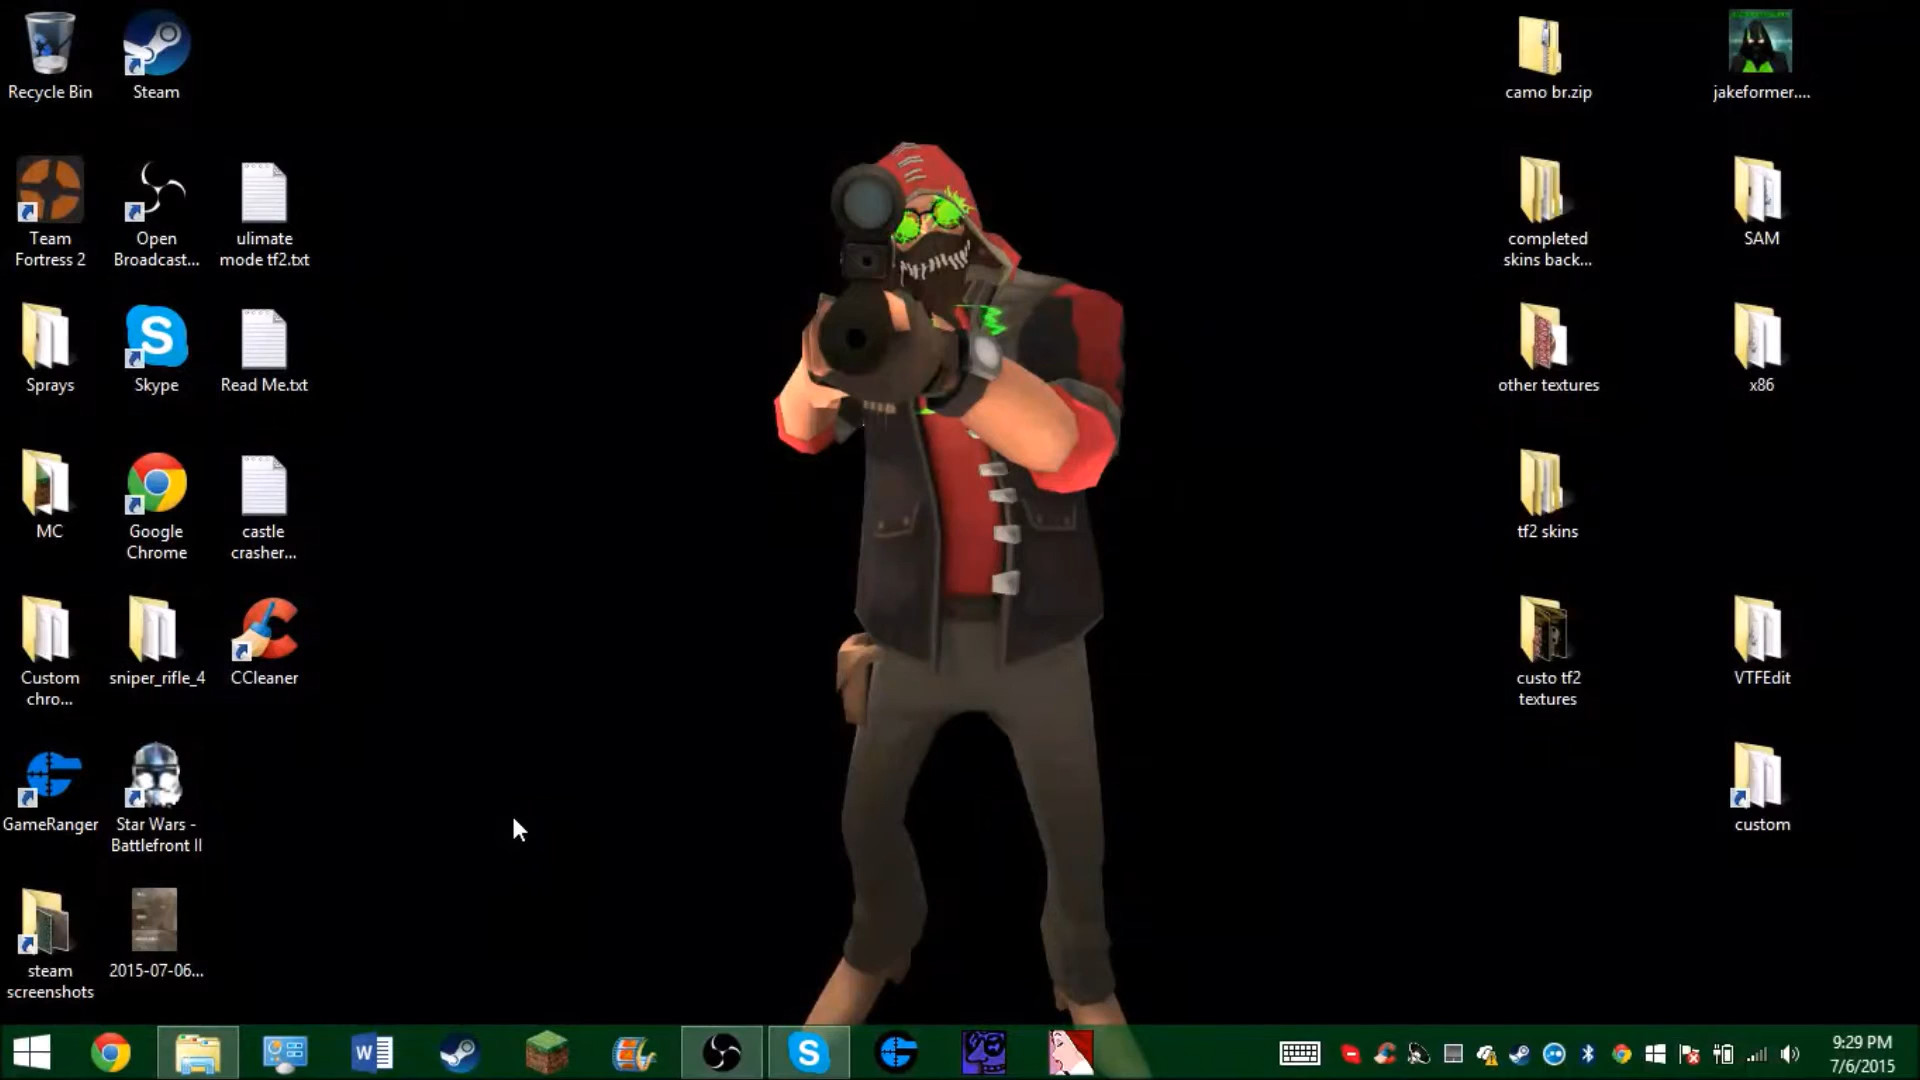 Recycle Bin
Steam
camo br.zip
jakeformer....
Team
Fortress 2
Open
Broadcast...
ulimate
mode tf2.txt
completed
skins back...
SAM
Sprays
Skype
Read Me.txt
other textures
x86
MC
Google
Chrome
castle
crasher...
tf2 skins
Custom
chro...
sniper_rifle_4
CCleaner
custo tf2
textures
VTFEdit
GameRanger
Star Wars -
Battlefront II
custom
steam
screenshots
2015-07-06...
9:29 PM
7/6/2015